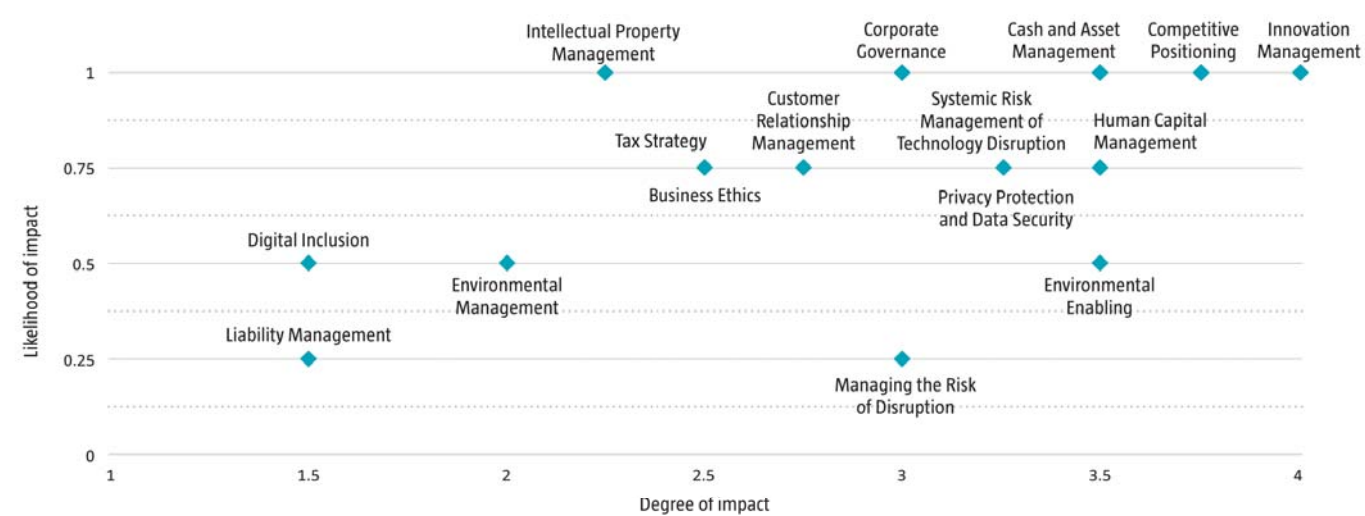 Intellectual Property
Management
Corporate
Governance
Cash and Asset
Management
Competitive
Positioning
Innovation
Management
1
Customer
Relationship
Management
Systemic Risk
Management of
Technology Disruption
Human Capital
Management
Tax Strategy
0.75
Business Ethics
Privacy Protection
and Data Security
Likelihood of impact
Digital Inclusion
0.5
Environmental
Management
Environmental
Enabling
Liability Management
0.25
Managing the Risk
of Disruption
0
1
1.5
2
2.5
3
3.5
4
Degree of impact